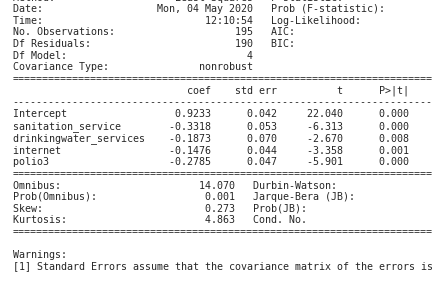 Date: Mon, 04 May 2020 Prob (F-statistic):
Time: 12:10:54 Log-Likelihood:
No. Observations: 195 AIC:
Df Residuals: 190 BIC:
Df Model: 4
Covariance Type: nonrobust
coef std err t P>|t|
Intercept 0.9233 0.042 22.040 0.000
sanitation_service -0.3318 0.053 -6.313 0.000
drinkingwater_services -0.1873 0.070 -2.670 0.008
internet -0.1476 0.044 -3.358 0.001
polio3 -0.2785 0.047 -5.901 0.000
Omnibus: 14.070 Durbin-Watson:
Prob(Omnibus): 0.001 Jarque-Bera (JB):
Skew: 0.273 Prob(JB):
Kurtosis: 4.863 Cond. No.
Warnings:
[1] Standard Errors assume that the covariance matrix of the errors is